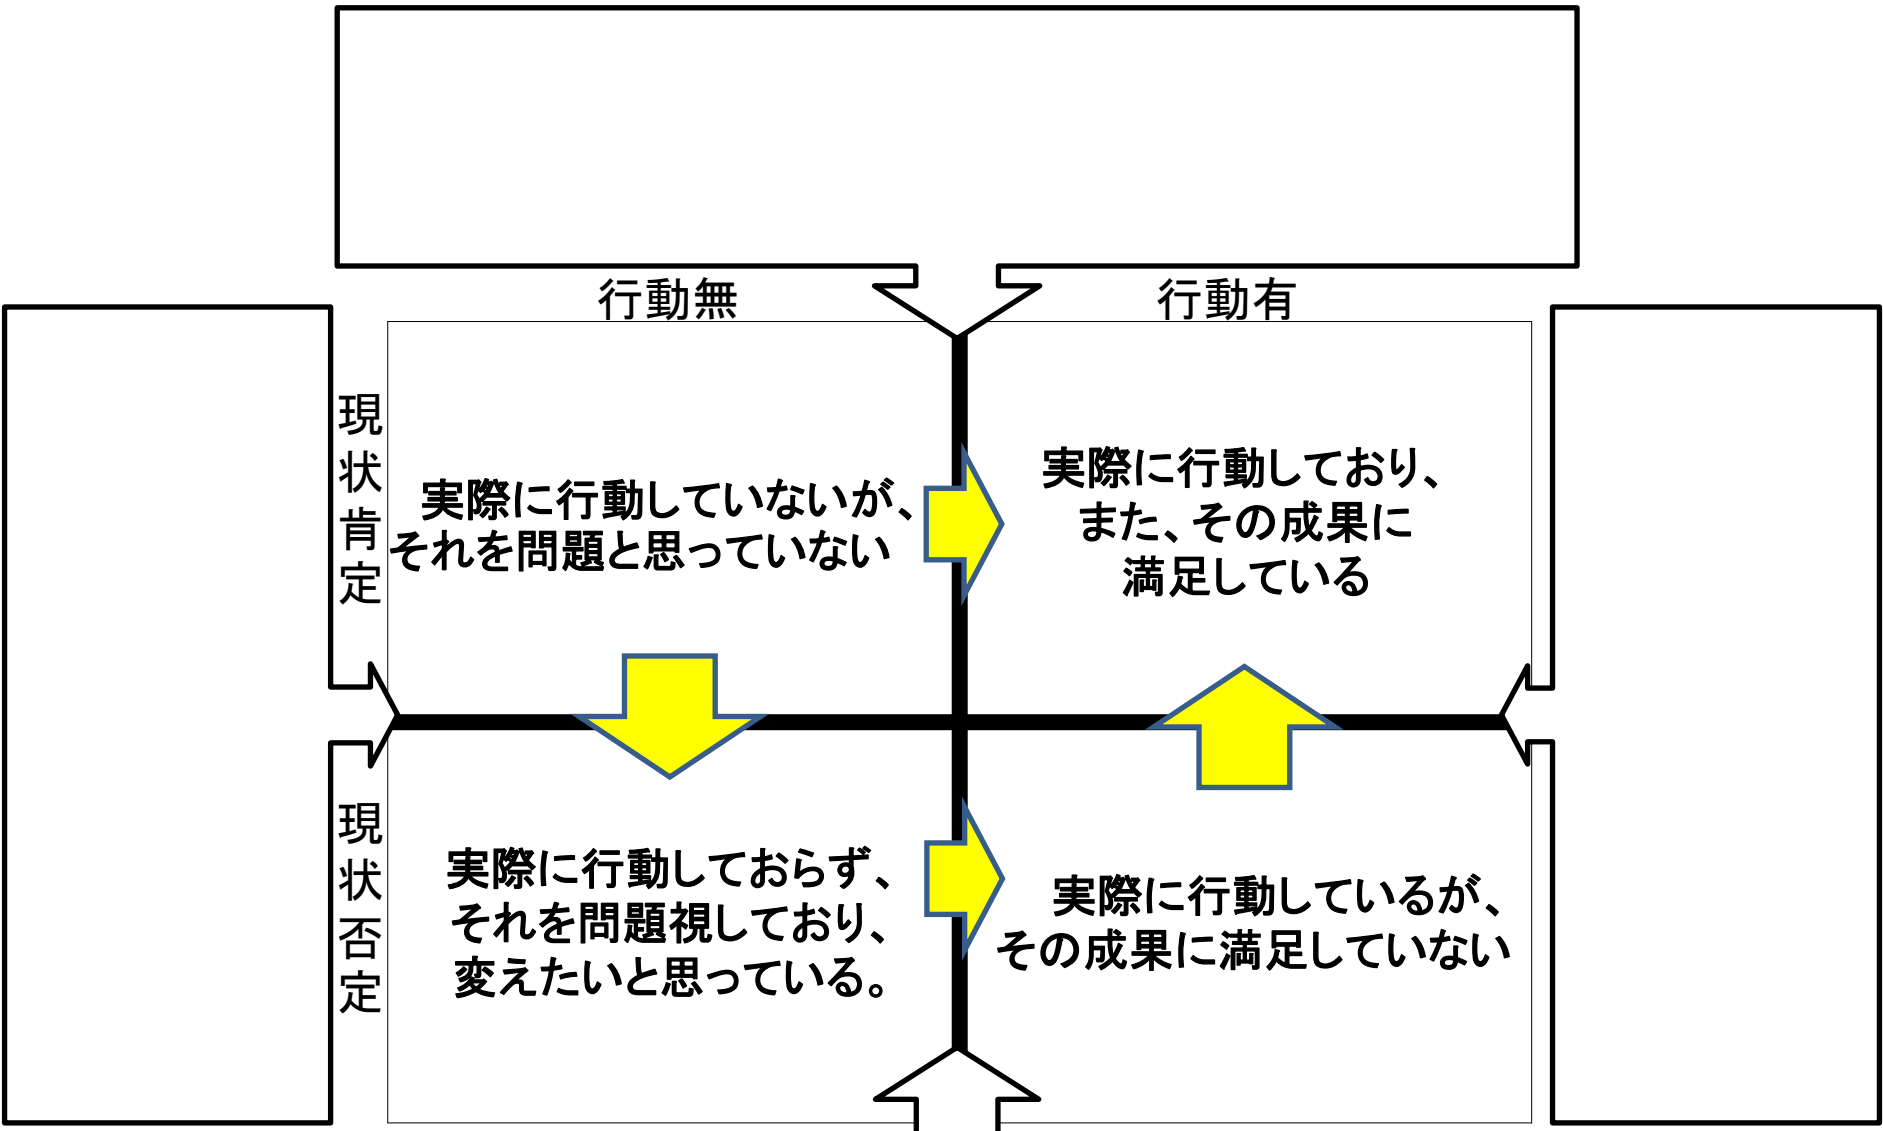 行動無
行動有
現状肯定
実際に行動していないが、
それを問題と思っていない
実際に行動しており、
また、その成果に
満足している
現状否定
実際に行動しておらず、
それを問題視しており、
変えたいと思っている。
実際に行動しているが、
その成果に満足していない